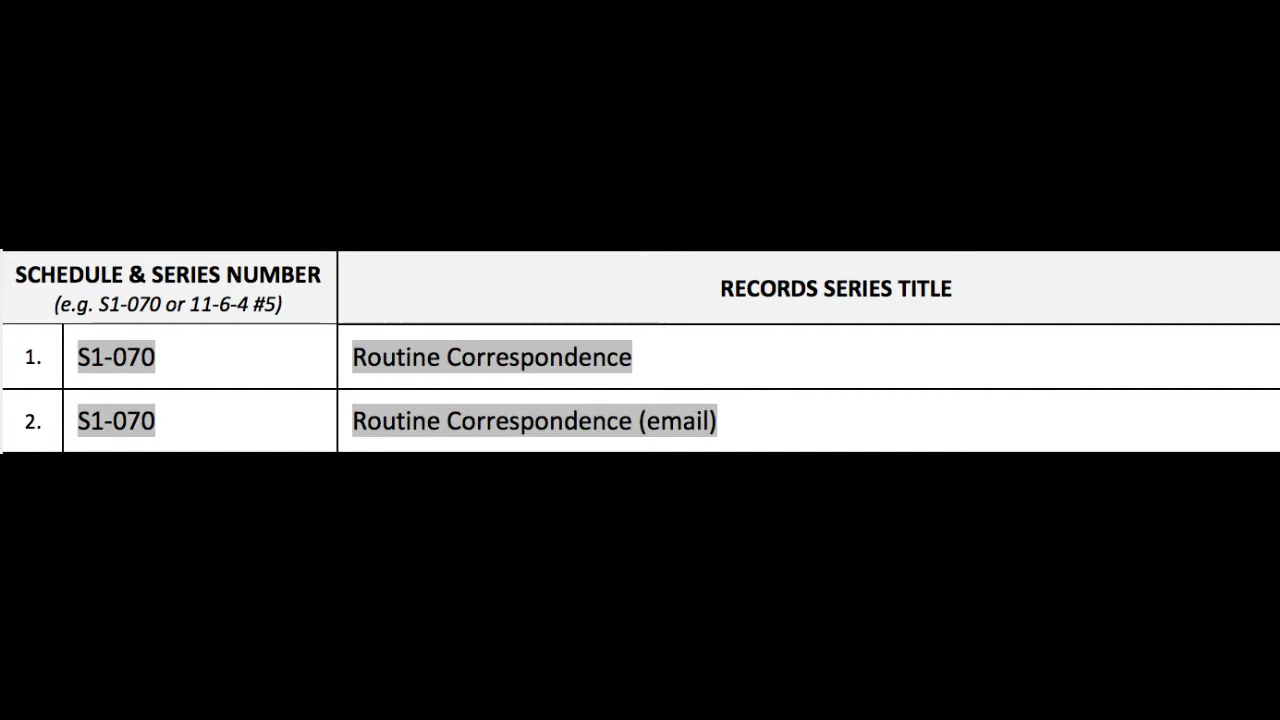 SCHEDULE & SERIES NUMBER
(e.g. S1-070 or 11-6-4 #5)
RECORDS SERIES TITLE
1. S1-070 Routine Correspondence
2. S1-070 Routine Correspondence (email)